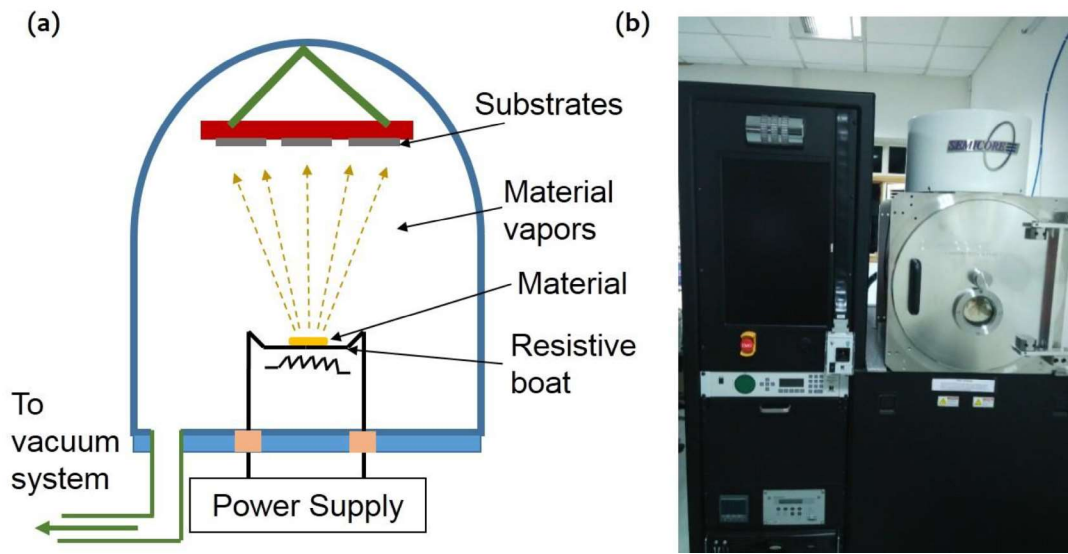 (a)
Substrates
Material
vapors
Material
Resistive
boat
To
vacuum
system
Power Supply
(b)
SEMICORE